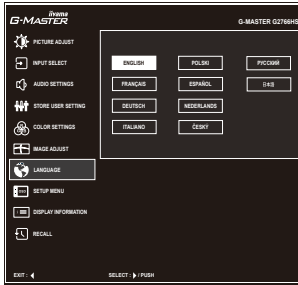 iiyama
G-MASTER
G-MASTER G2766HS
PICTURE ADJUST
INPUT SELECT
AUDIO SETTINGS
STORE USER SETTING
COLOR SETTINGS
IMAGE ADJUST
LANGUAGE
SETUP MENU
DISPLAY INFORMATION
RECALL
ENGLISH
POLSKI
РУССКИЙ
FRANÇAIS
ESPAÑOL
日本語
DEUTSCH
NEDERLANDS
ITALIANO
ČESKÝ
EXIT :
SELECT : / PUSH